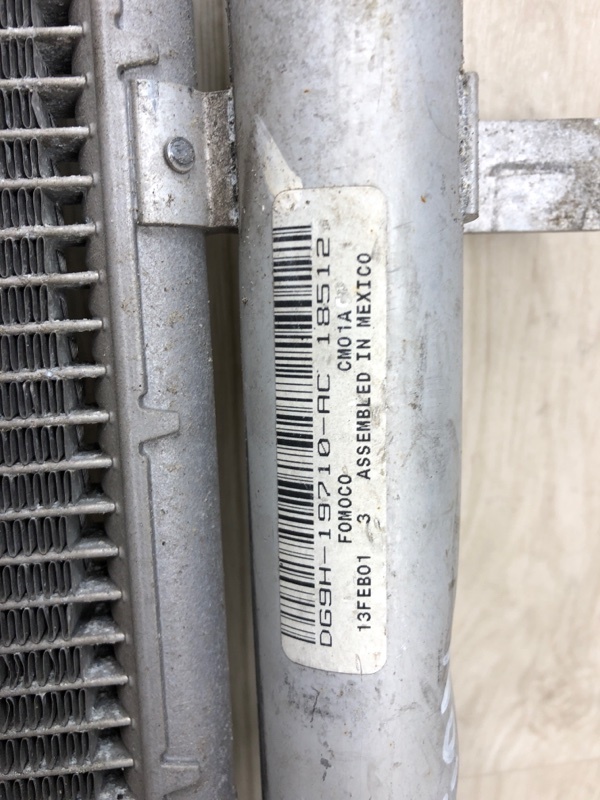 DG9H-19710-AC 18512
FOMOCO CM01A
13FEB01 3 ASSEMBLED IN MEXICO